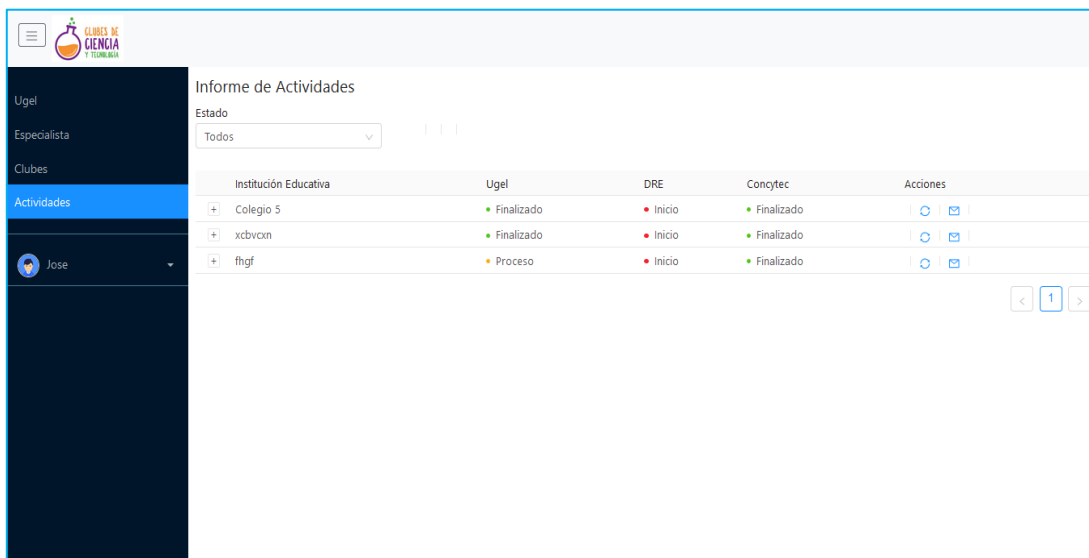 CLUBES DE
CIENCIA
Y TECNOLOGÍA
Ugel
Especialista
Clubes
Actividades
Jose
Informe de Actividades
Estado
Todos
Institución Educativa Ugel DRE Concytec Acciones
+ Colegio 5 Finalizado Inicio Finalizado
+ xcbvcxn Finalizado Inicio Finalizado
+ fhgf Proceso Inicio Finalizado
< 1 >